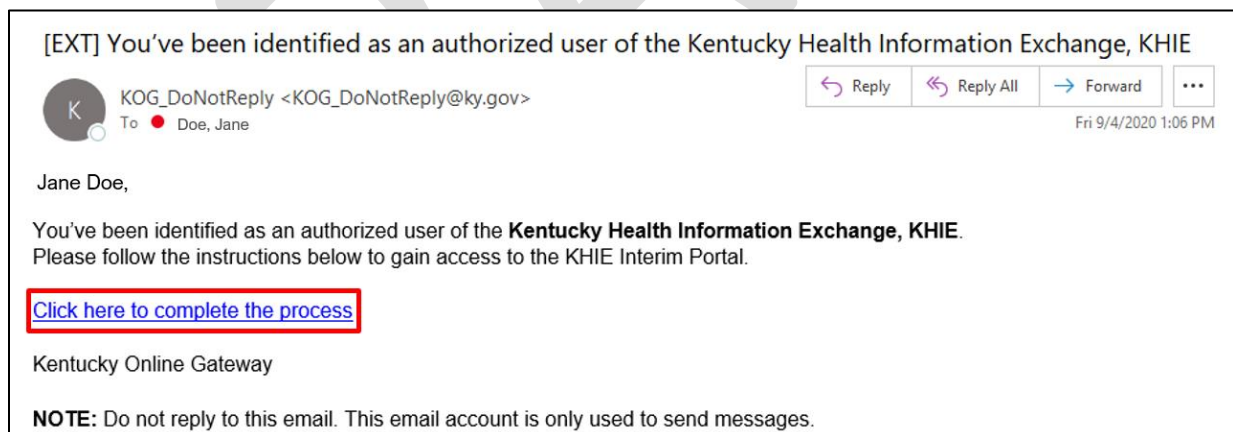 [EXT] You've been identified as an authorized user of the Kentucky Health Information Exchange, KHIE
K
KOG_DoNotReply <KOG_DoNotReply@ky.gov>
To Doe, Jane
Reply Reply All Forward ...
Fri 9/4/2020 1:06 PM
Jane Doe,
You've been identified as an authorized user of the Kentucky Health Information Exchange, KHIE.
Please follow the instructions below to gain access to the KHIE Interim Portal.
Click here to complete the process
Kentucky Online Gateway
NOTE: Do not reply to this email. This email account is only used to send messages.